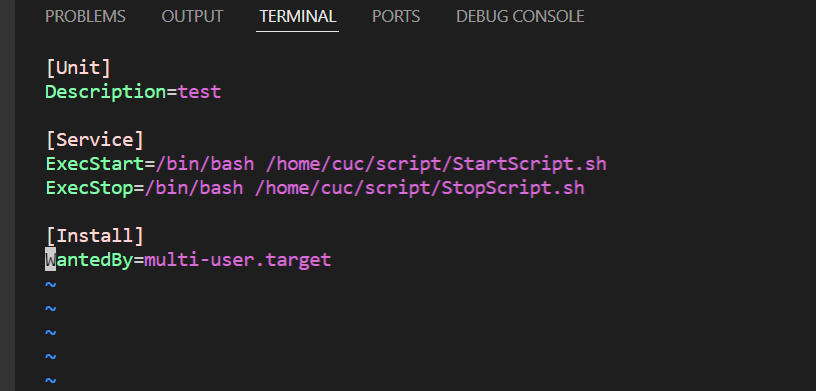 PROBLEMS OUTPUT TERMINAL PORTS DEBUG CONSOLE
[Unit]
Description=test
[Service]
ExecStart=/bin/bash /home/cuc/script/StartScript.sh
ExecStop=/bin/bash /home/cuc/script/StopScript.sh
[Install]
WantedBy=multi-user.target
~
~
~
~
~